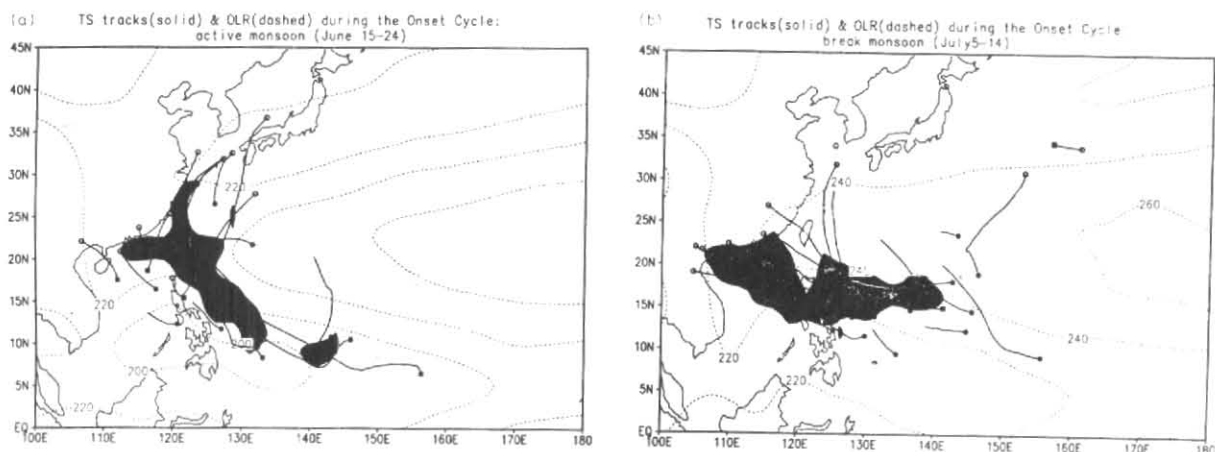 (a) TS tracks(solid) & OLR(dashed) during the Onset Cycle:
active monsoon (June 15-24)
45N
40N
35N
30N
25N
20N
15N
10N
5N
EQ
100E 110E 120E 130E 140E 150E 160E 170E 180
220
220
200
200
220
(b) TS tracks(solid) & OLR(dashed) during the Onset Cycle
break monsoon (July5-14)
45N
40N
35N
30N
25N
20N
15N
10N
5N
EQ
100E 110E 120E 130E 140E 150E 160E 170E 180
240
260
240
220
220